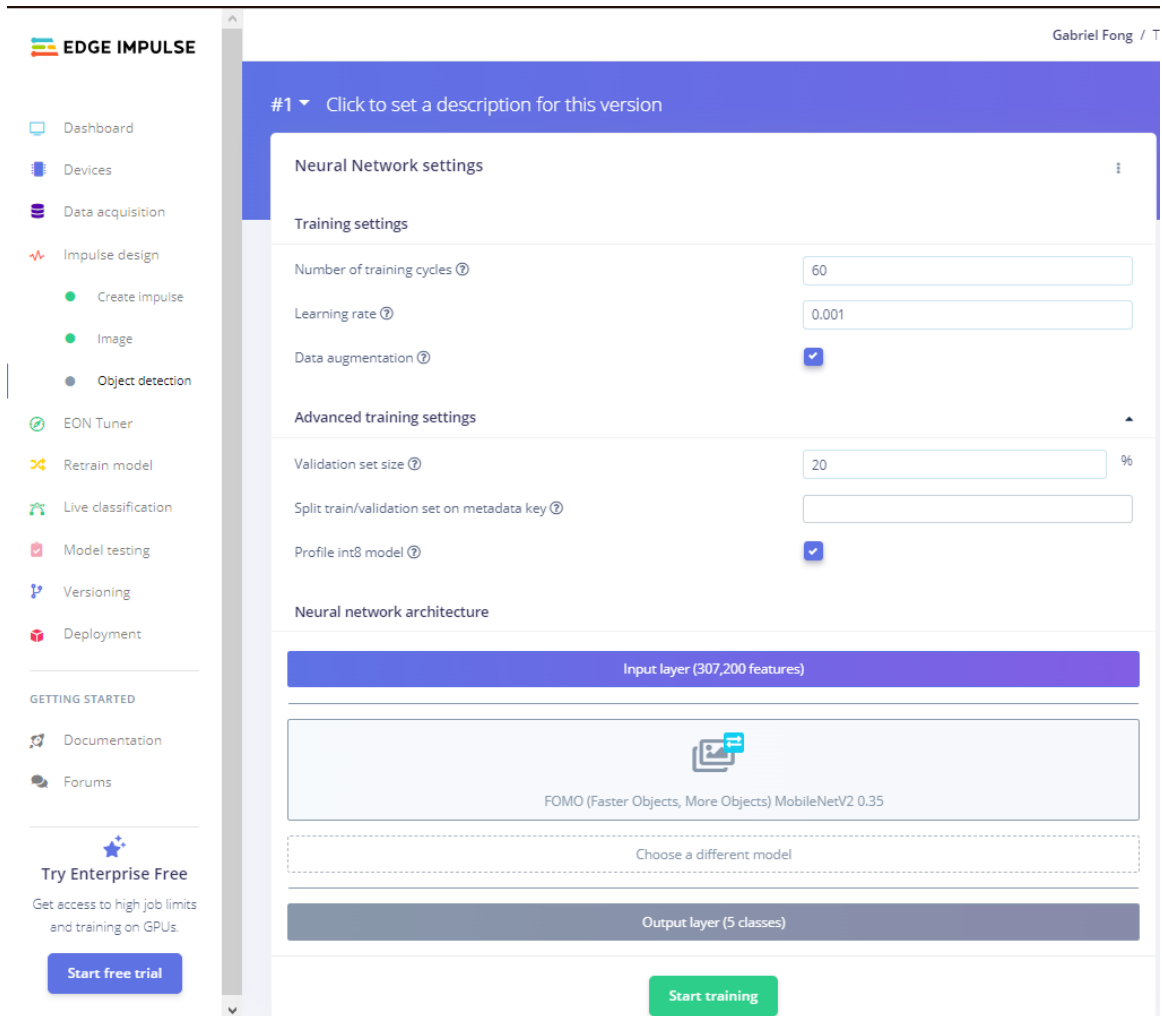 EDGE IMPULSE
Dashboard
Devices
Data acquisition
Impulse design
Create impulse
Image
Object detection
EON Tuner
Retrain model
Live classification
Model testing
Versioning
Deployment
GETTING STARTED
Documentation
Forums
Try Enterprise Free
Get access to high job limits
and training on GPUs.
Start free trial
Gabriel Fong / T
#1 Click to set a description for this version
Neural Network settings
Training settings
Number of training cycles ? 60
Learning rate ? 0.001
Data augmentation ?
Advanced training settings
Validation set size ? 20 %
Split train/validation set on metadata key ?
Profile int8 model ?
Neural network architecture
Input layer (307,200 features)
FOMO (Faster Objects, More Objects) MobileNetV2 0.35
Choose a different model
Output layer (5 classes)
Start training